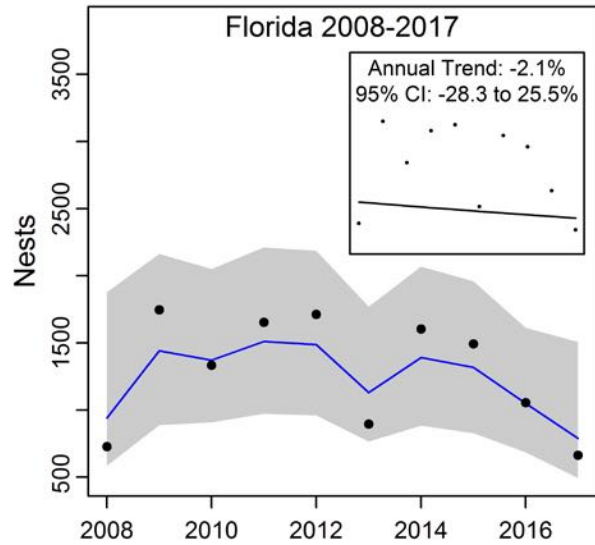 Florida 2008-2017
Annual Trend: -2.1%
95% CI: -28.3 to 25.5%
Nests
3500
2500
1500
500
2008 2010 2012 2014 2016